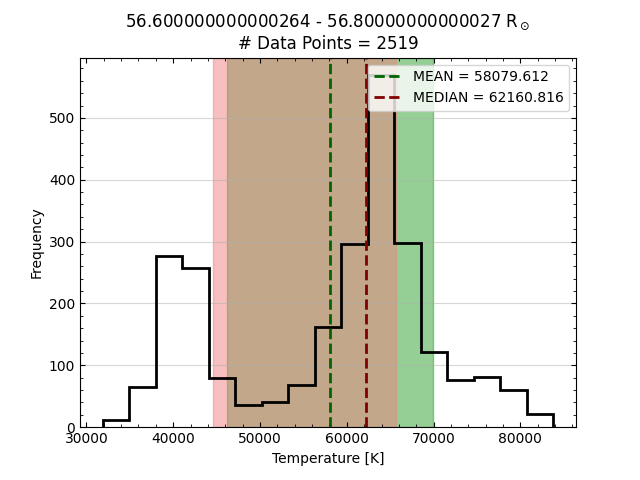 56.600000000000264 - 56.80000000000027 R⊙
# Data Points = 2519
MEAN = 58079.612
MEDIAN = 62160.816
Frequency
500
400
300
200
100
0
30000 40000 50000 60000 70000 80000
Temperature [K]